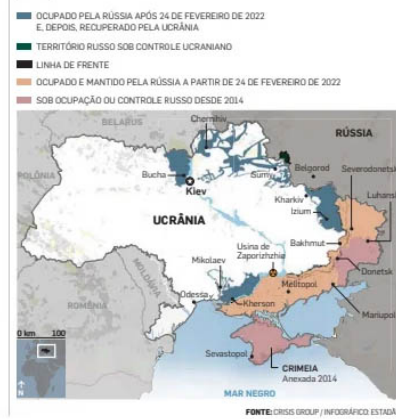 OCUPADO PELA RÚSSIA APÓS 24 DE FEVEREIRO DE 2022
E, DEPOIS, RECUPERADO PELA UCRÂNIA
TERRITÓRIO RUSSO SOB CONTROLE UCRANIANO
LINHA DE FRENTE
OCUPADO E MANTIDO PELA RÚSSIA A PARTIR DE 24 DE FEVEREIRO DE 2022
SOB OCUPAÇÃO OU CONTROLE RUSSO DESDE 2014
BELARUS
Chernihiv
RÚSSIA
POLÔNIA
Bucha
Kiev
Sumy
Belgorod
Severodonetsk
Kharkiv
Izium
Luhansk
UCRÂNIA
Usina de
Zaporizhzhia
Bakhmut
Mikolaev
Donetsk
MOLDÁVIA
Melitopol
Odessa
Kherson
Mariupol
ROMÊNIA
0 km 100
Sevastopol
CRIMEIA
Anexada 2014
N
MAR NEGRO
FONTE: CRISIS GROUP / INFOGRÁFICO: ESTADÃ